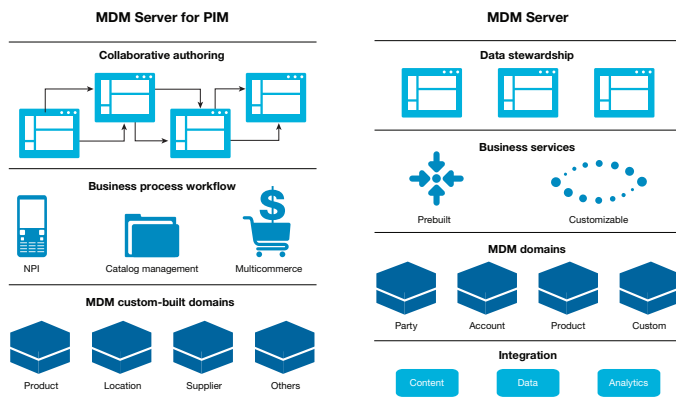 MDM Server for PIM
Collaborative authoring
Business process workflow
$
NPI
Catalog management
Multicommerce
MDM custom-built domains
Product
Location
Supplier
Others
MDM Server
Data stewardship
Business services
Prebuilt
Customizable
MDM domains
Party
Account
Product
Custom
Integration
Content
Data
Analytics